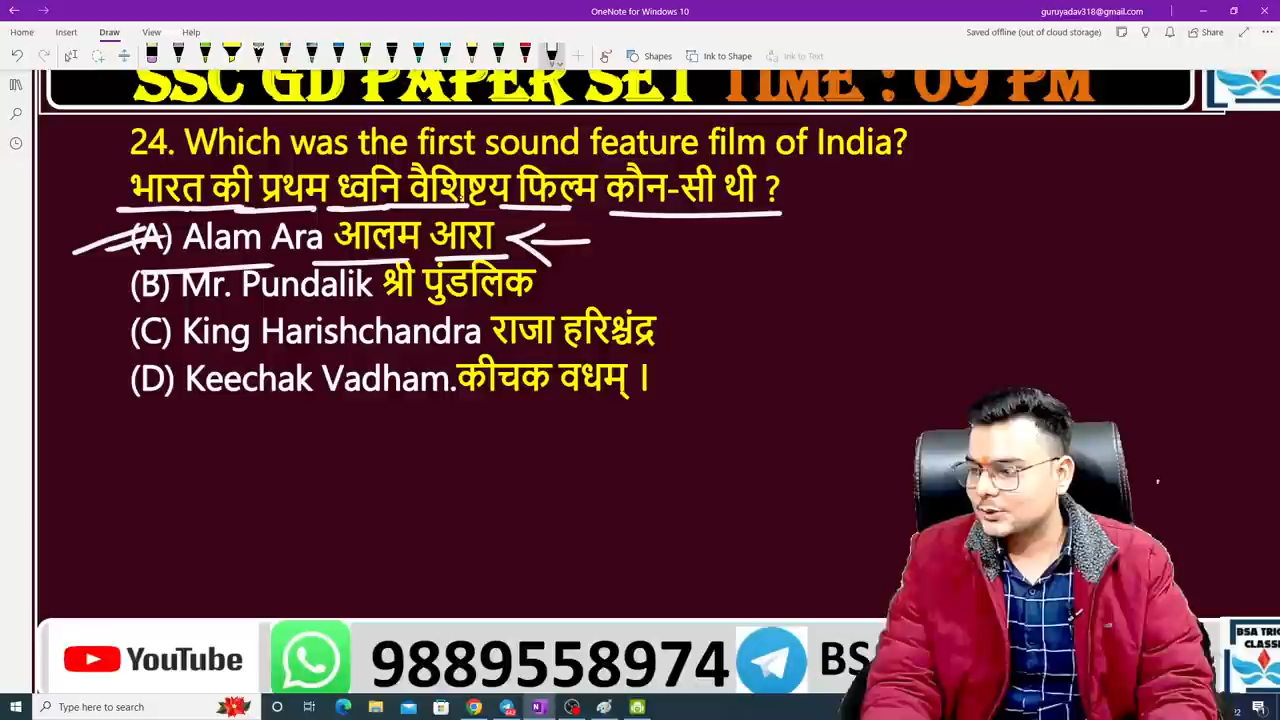 OneNote for Windows 10
guruyadav318@gmail.com
Home Insert Draw View Help
Saved offline (out of cloud storage)
Share
Shapes
Ink to Shape
Ink to Text
SSC GD PAPER SET TIME : 09 PM
24. Which was the first sound feature film of India?
भारत की प्रथम ध्वनि वैशिष्टय फिल्म कौन-सी थी ?
(A) Alam Ara आलम आरा
(B) Mr. Pundalik श्री पुंडलिक
(C) King Harishchandra राजा हरिश्चंद्र
(D) Keechak Vadham.कीचक वधम् ।
YouTube
9889558974
BS
BSA TRIC
CLASSE
Type here to search